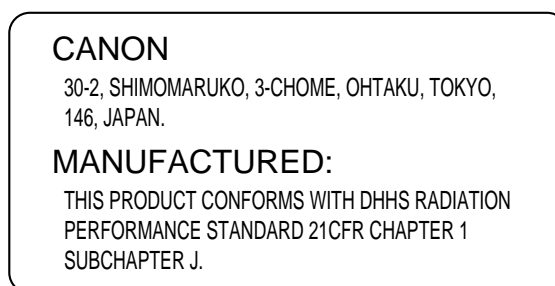 CANON
30-2, SHIMOMARUKO, 3-CHOME, OHTAKU, TOKYO,
146, JAPAN.
MANUFACTURED:
THIS PRODUCT CONFORMS WITH DHHS RADIATION
PERFORMANCE STANDARD 21CFR CHAPTER 1
SUBCHAPTER J.